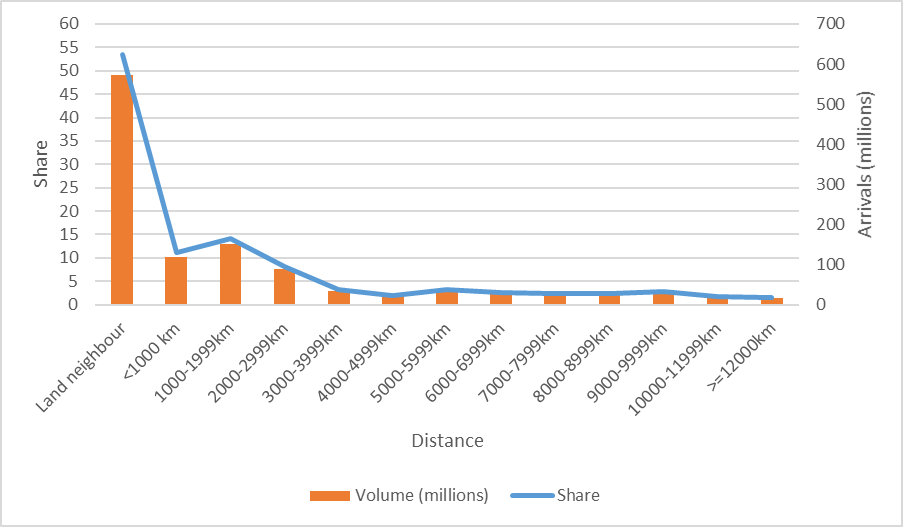 60
55
50
45
40
35
30
25
20
15
10
5
0
Share
700
600
500
400
300
200
100
0
Arrivals (millions)
Land neighbour
<1000 km
1000-1999km
2000-2999km
3000-3999km
4000-4999km
5000-5999km
6000-6999km
7000-7999km
8000-8999km
9000-9999km
10000-11999km
>=12000km
Distance
Volume (millions)
Share